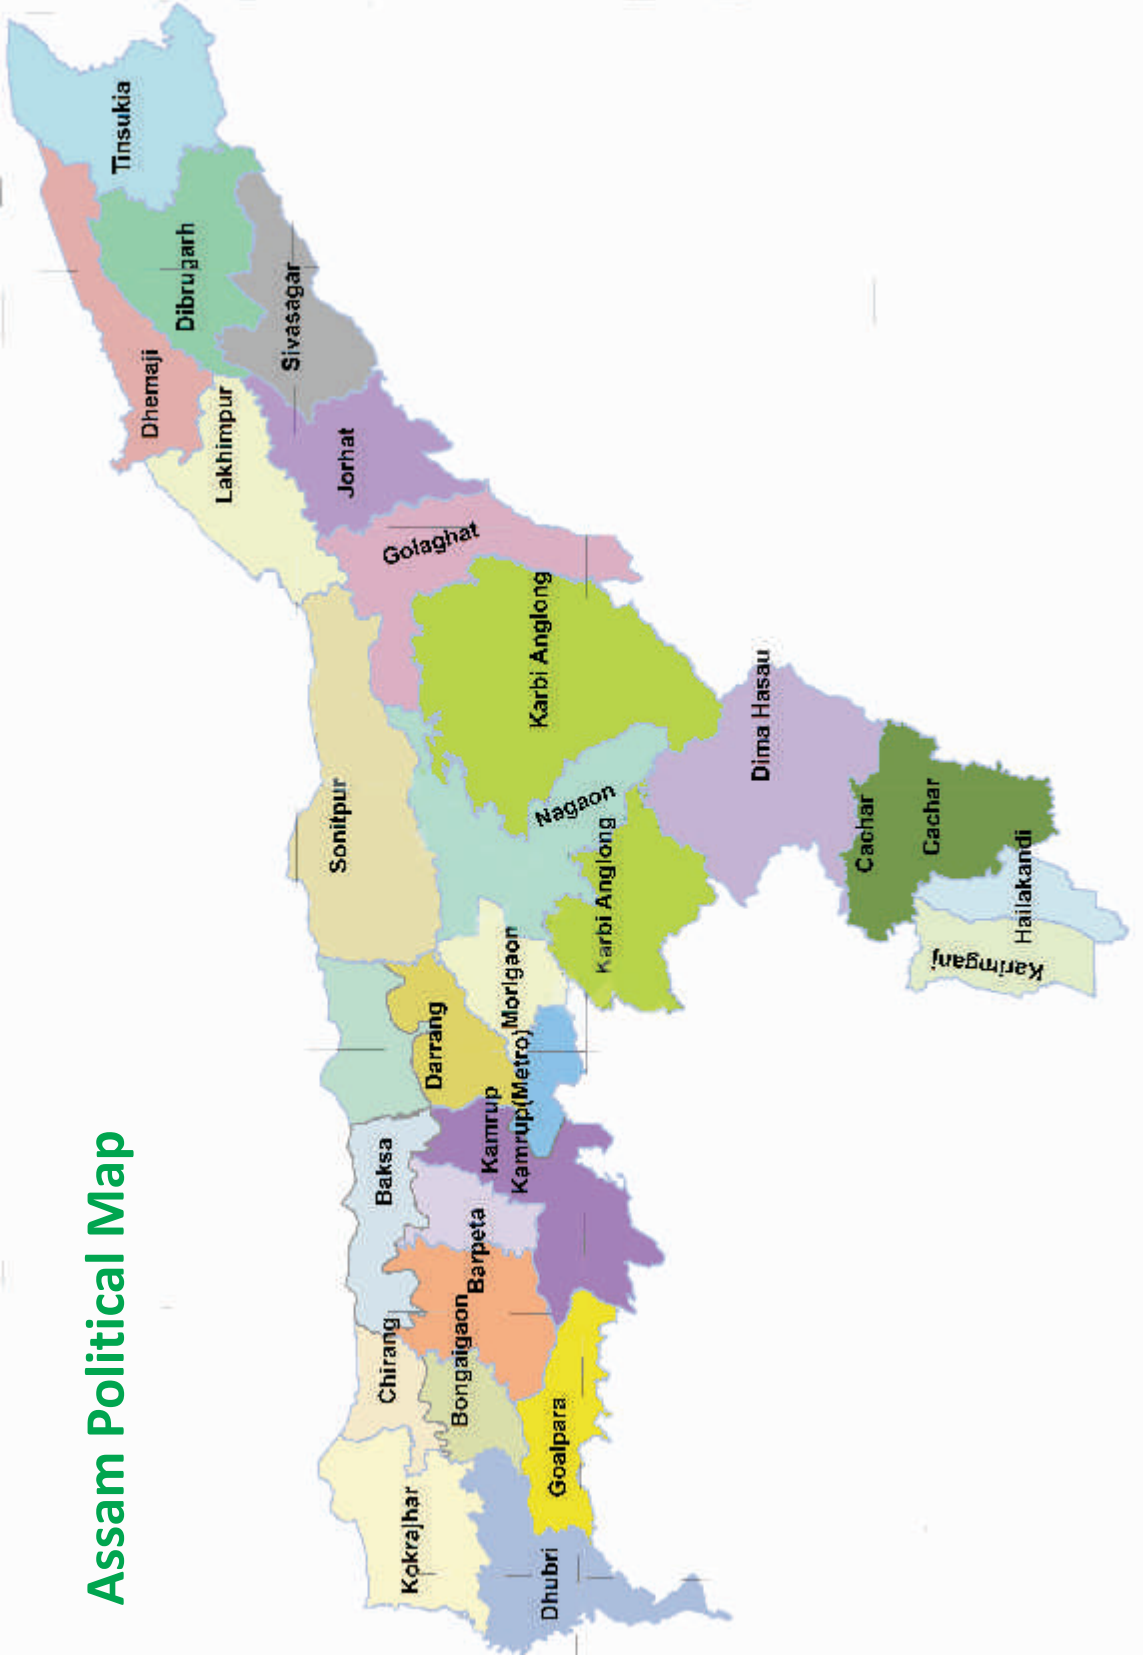 Assam Political Map
Tinsukia
Dibrugarh
Dhemaji
Sivasagar
Lakhimpur
Jorhat
Golaghat
Karbi Anglong
Sonitpur
Nagaon
Karbi Anglong
Dima Hasau
Cachar
Cachar
Hailakandi
Karimganj
Morigaon
Darrang
Kamrup
Kamrup(Metro)
Baksa
Barpeta
Chirang
Bongaigaon
Goalpara
Kokrajhar
Dhubri